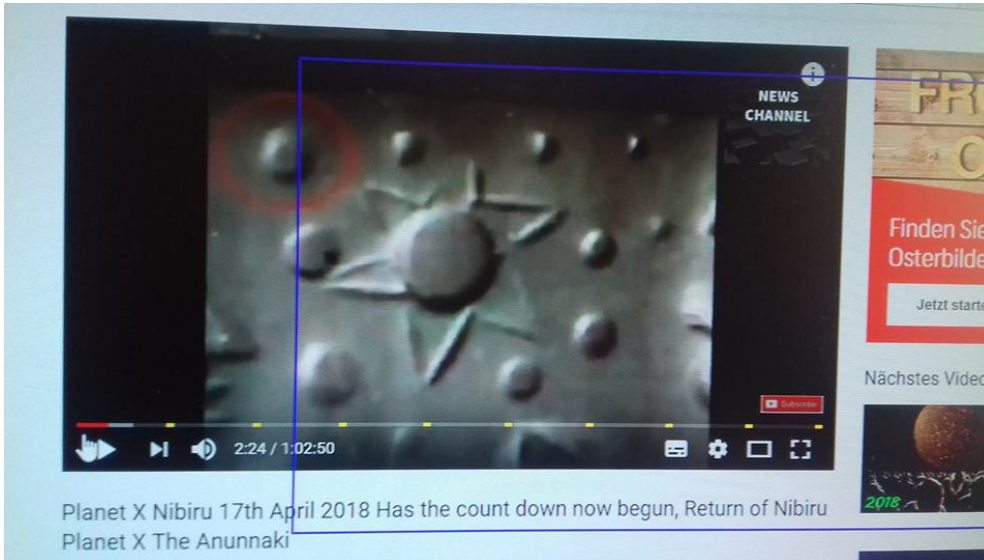 NEWS
CHANNEL
Subscribe
2:24 / 1:02:50
Planet X Nibiru 17th April 2018 Has the count down now begun, Return of Nibiru
Planet X The Anunnaki
Finden Sie
Osterbilde
Jetzt starte
Nächstes Video
2018